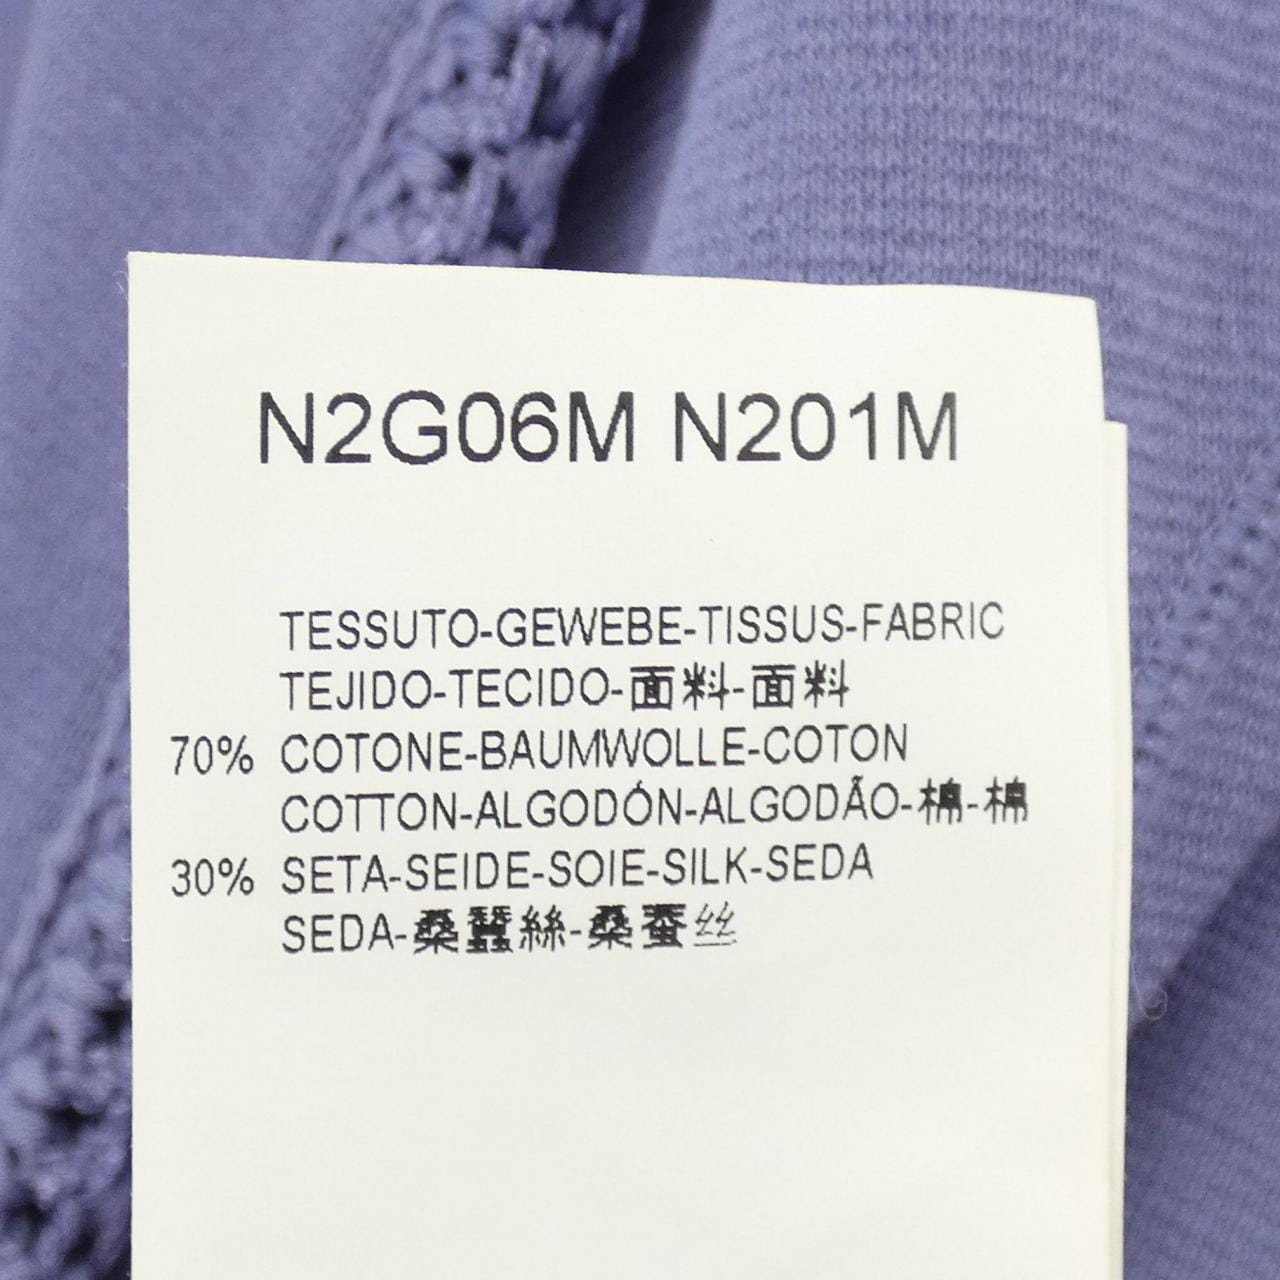 N2G06M N201M
TESSUTO-GEWEBE-TISSUS-FABRIC
TEJIDO-TECIDO-面料-面料
70% COTONE-BAUMWOLLE-COTON
COTTON-ALGODÓN-ALGODÃO-棉-棉
30% SETA-SEIDE-SOIE-SILK-SEDA
SEDA-桑蠶絲-桑蚕丝